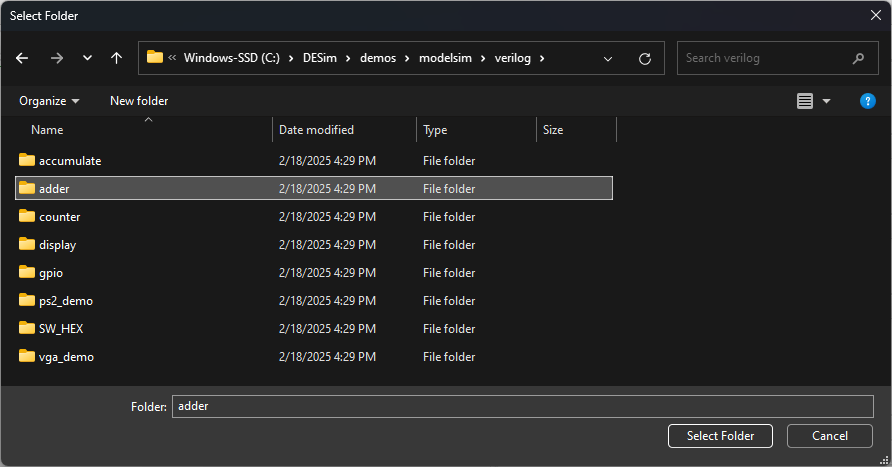 Select Folder
« Windows-SSD (C:) > DESim > demos > modelsim > verilog >
Search verilog
Organize
New folder
?
Name Date modified Type Size
accumulate 2/18/2025 4:29 PM File folder
adder 2/18/2025 4:29 PM File folder
counter 2/18/2025 4:29 PM File folder
display 2/18/2025 4:29 PM File folder
gpio 2/18/2025 4:29 PM File folder
ps2_demo 2/18/2025 4:29 PM File folder
SW_HEX 2/18/2025 4:29 PM File folder
vga_demo 2/18/2025 4:29 PM File folder
Folder: adder
Select Folder Cancel